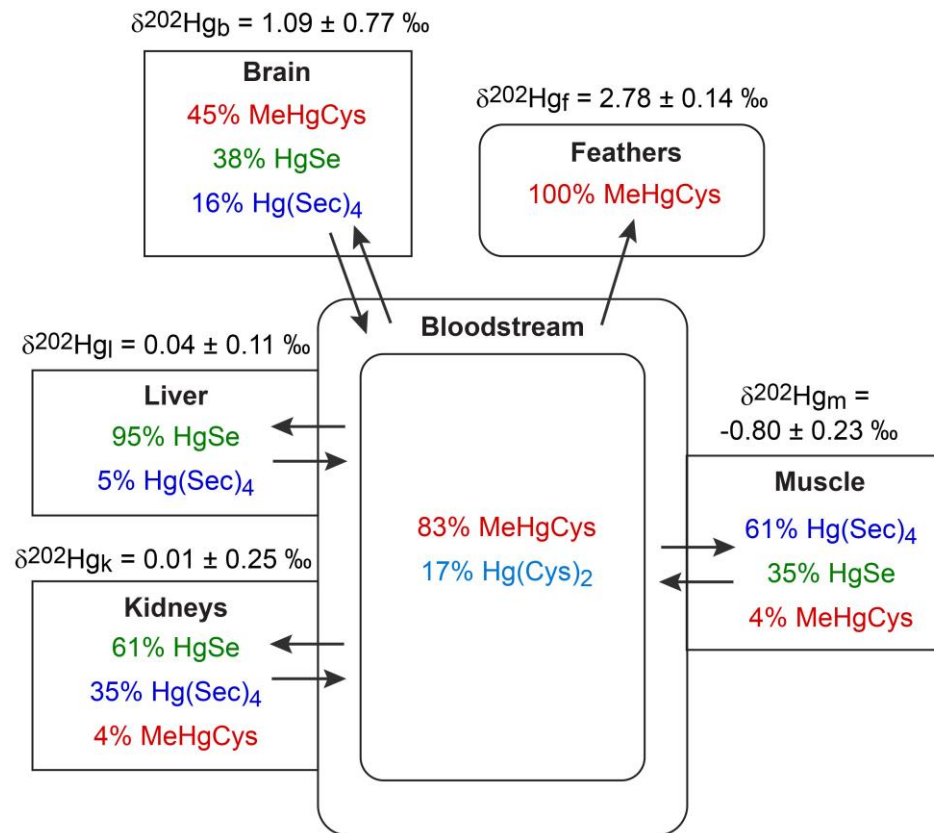 δ²⁰²Hgb = 1.09 ± 0.77 ‰
Brain
45% MeHgCys
38% HgSe
16% Hg(Sec)₄
δ²⁰²Hgf = 2.78 ± 0.14 ‰
Feathers
100% MeHgCys
Bloodstream
83% MeHgCys
17% Hg(Cys)₂
δ²⁰²Hgl = 0.04 ± 0.11 ‰
Liver
95% HgSe
5% Hg(Sec)₄
δ²⁰²Hgk = 0.01 ± 0.25 ‰
Kidneys
61% HgSe
35% Hg(Sec)₄
4% MeHgCys
δ²⁰²Hgm =
-0.80 ± 0.23 ‰
Muscle
61% Hg(Sec)₄
35% HgSe
4% MeHgCys